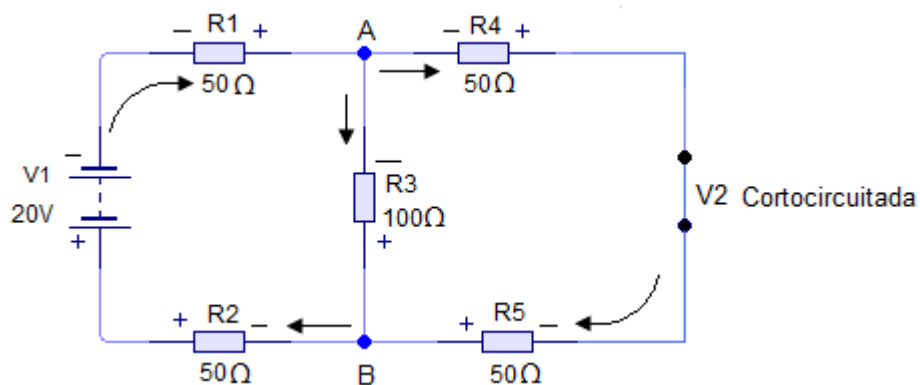 − R1 + A − R4 +
50Ω 50Ω
−
V1
20V
+
−
R3
100Ω
+
V2 Cortocircuitada
+ R2 − + R5 −
50Ω B 50Ω